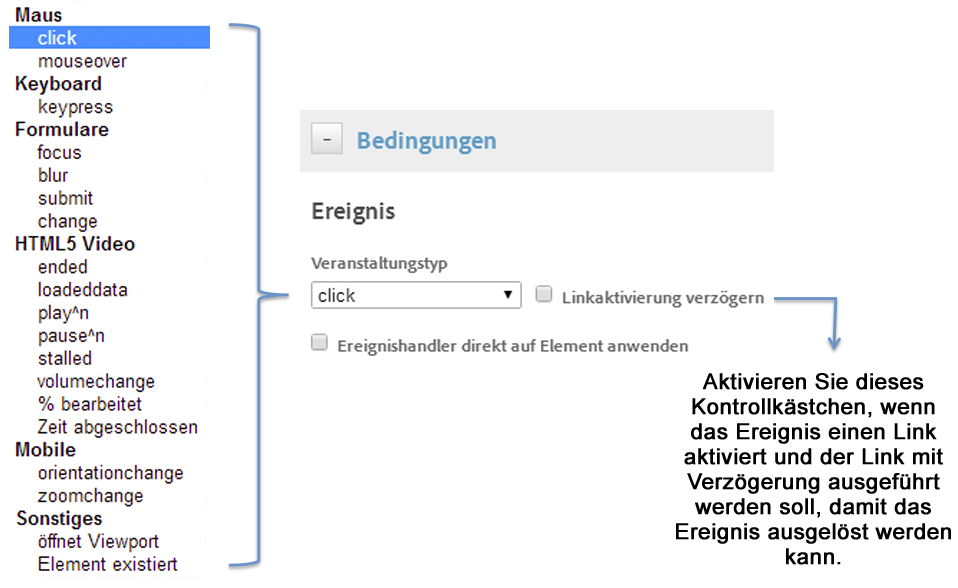 Maus
click
mouseover
Keyboard
keypress
Formulare
focus
blur
submit
change
HTML5 Video
ended
loadeddata
play^n
pause^n
stalled
volumechange
% bearbeitet
Zeit abgeschlossen
Mobile
orientationchange
zoomchange
Sonstiges
öffnet Viewport
Element existiert
- Bedingungen
Ereignis
Veranstaltungstyp
click Linkaktivierung verzögern
Ereignishandler direkt auf Element anwenden
Aktivieren Sie dieses
Kontrollkästchen, wenn
das Ereignis einen Link
aktiviert und der Link mit
Verzögerung ausgeführt
werden soll, damit das
Ereignis ausgelöst werden
kann.